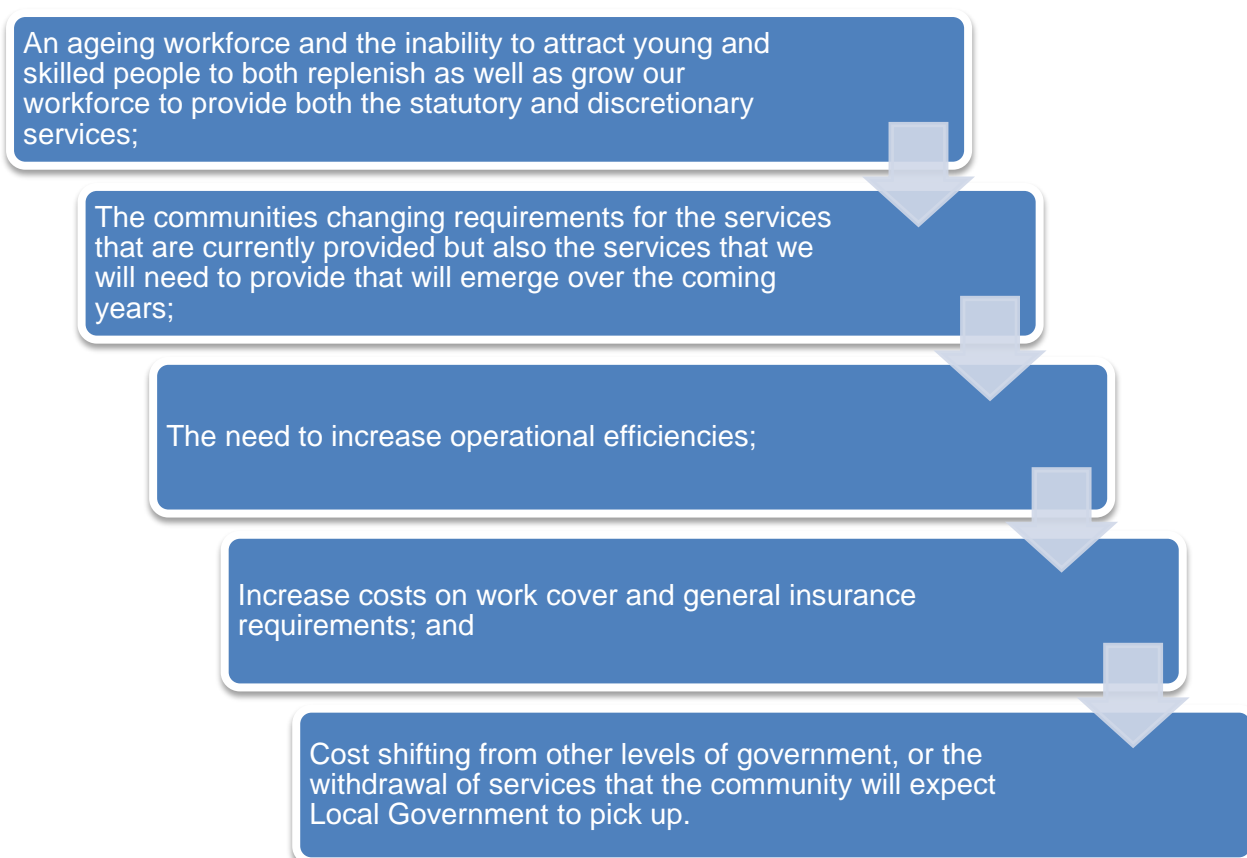 An ageing workforce and the inability to attract young and
skilled people to both replenish as well as grow our
workforce to provide both the statutory and discretionary
services;
The communities changing requirements for the services
that are currently provided but also the services that we
will need to provide that will emerge over the coming
years;
The need to increase operational efficiencies;
Increase costs on work cover and general insurance
requirements; and
Cost shifting from other levels of government, or the
withdrawal of services that the community will expect
Local Government to pick up.